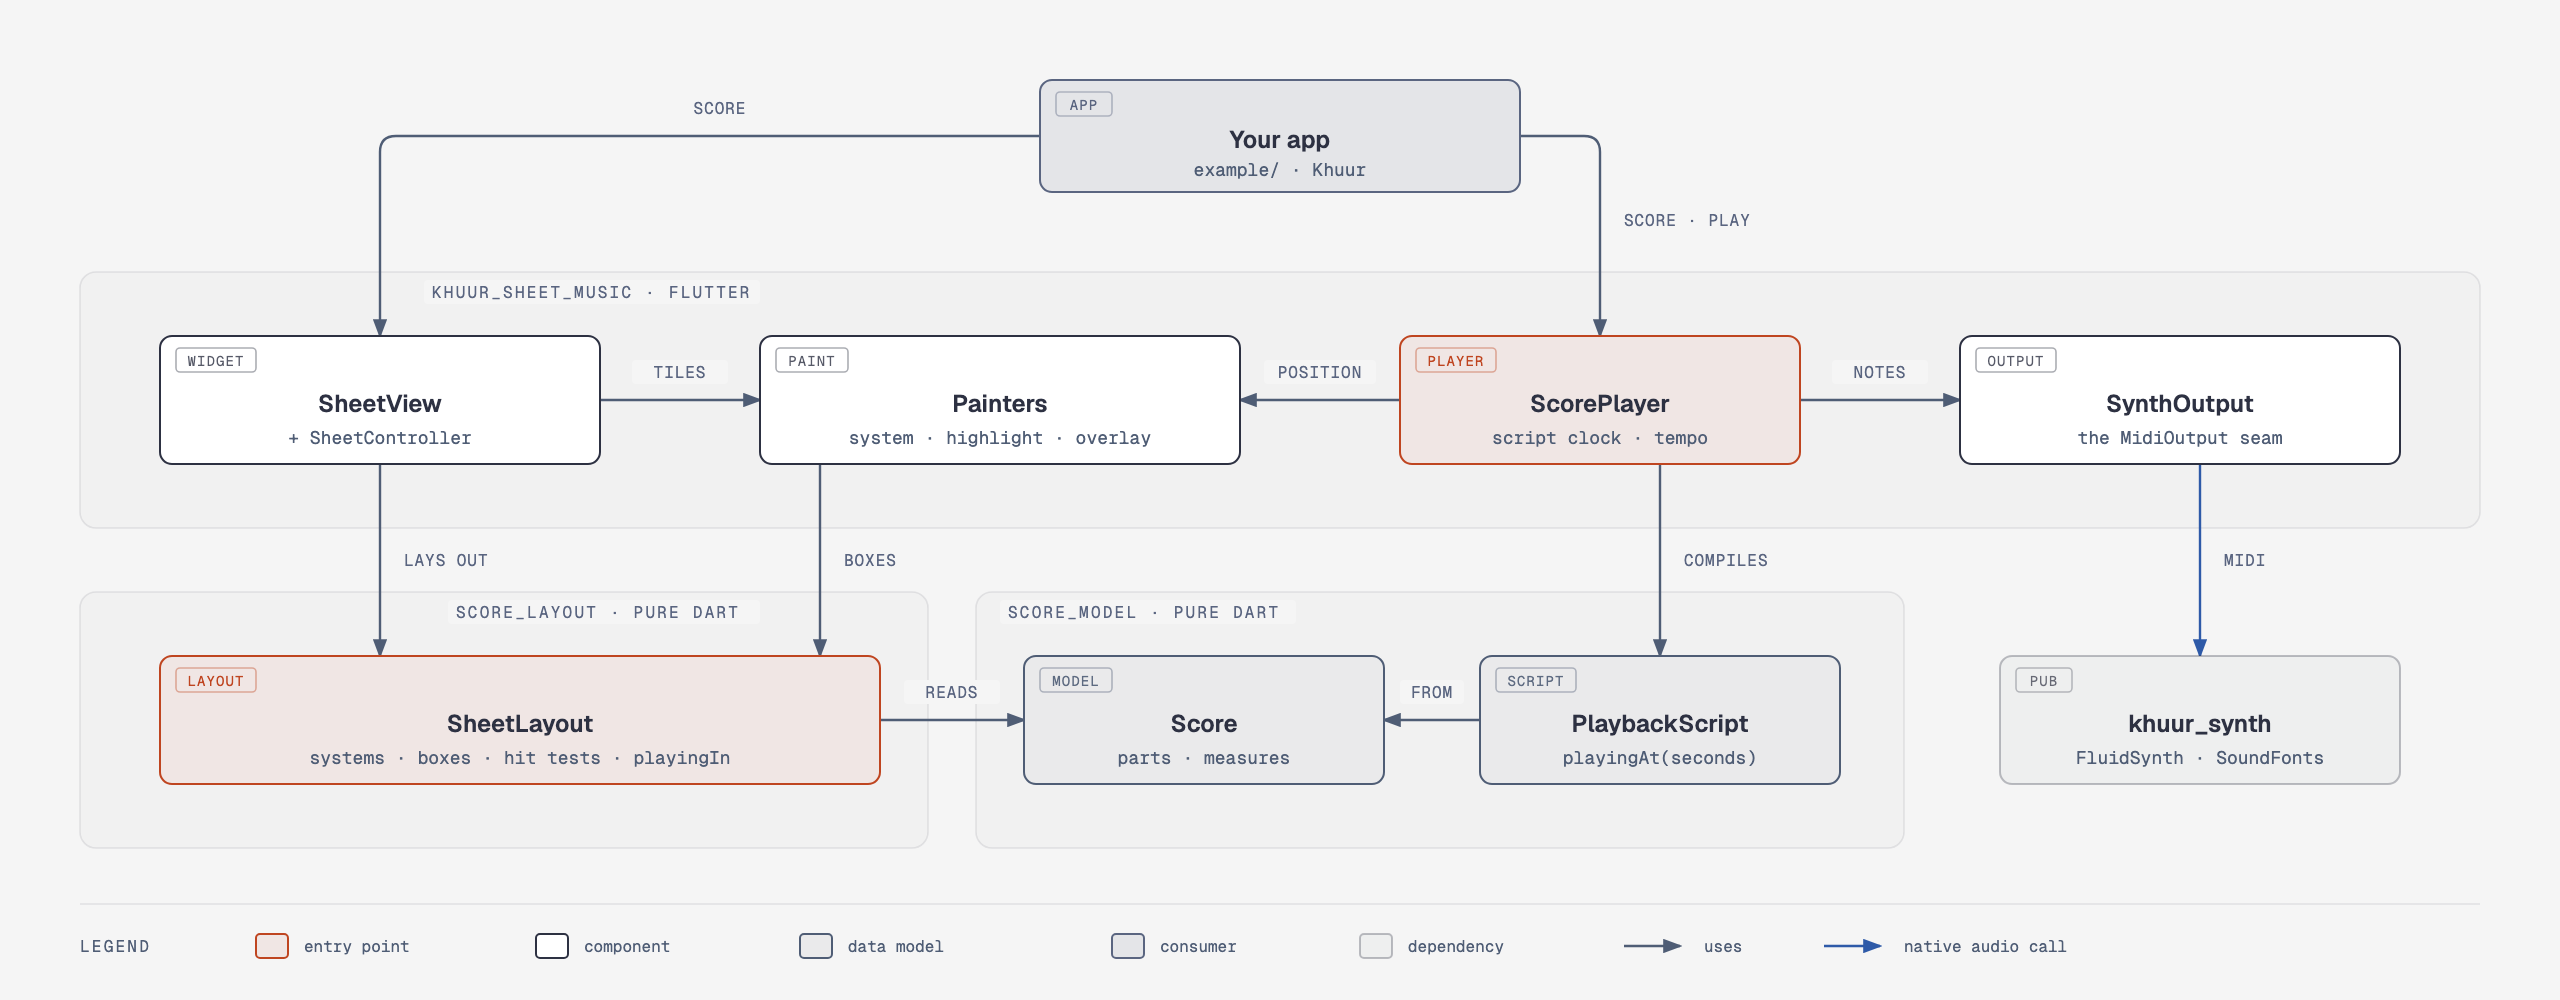 SCORE
APP
Your app
example/ · Khuur
SCORE · PLAY
KHUUR_SHEET_MUSIC · FLUTTER
WIDGET
SheetView
+ SheetController
TILES
PAINT
Painters
system · highlight · overlay
POSITION
PLAYER
ScorePlayer
script clock · tempo
NOTES
OUTPUT
SynthOutput
the MidiOutput seam
LAYS OUT
BOXES
COMPILES
MIDI
SCORE_LAYOUT · PURE DART
SCORE_MODEL · PURE DART
LAYOUT
SheetLayout
systems · boxes · hit tests · playingIn
READS
MODEL
Score
parts · measures
FROM
SCRIPT
PlaybackScript
playingAt(seconds)
PUB
khuur_synth
FluidSynth · SoundFonts
LEGEND
entry point
component
data model
consumer
dependency
uses
native audio call